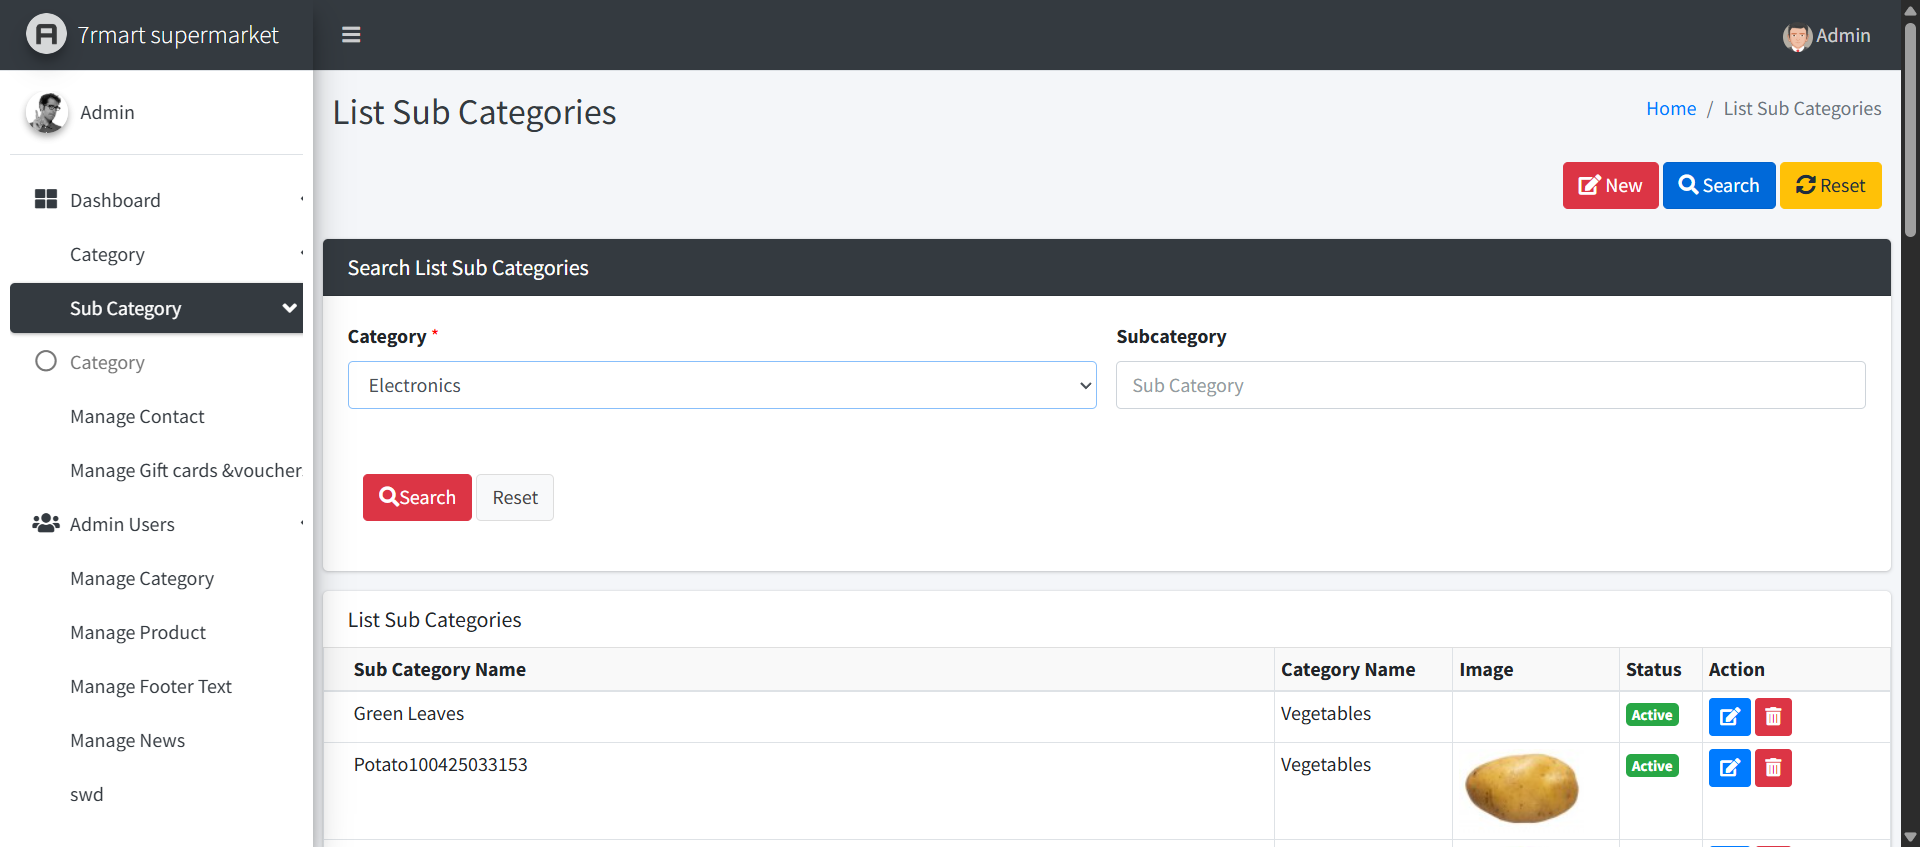 7rmart supermarket
Admin
Admin
List Sub Categories
Home / List Sub Categories
New
Search
Reset
Dashboard
Category
Sub Category
Category
Manage Contact
Manage Gift cards &voucher
Admin Users
Manage Category
Manage Product
Manage Footer Text
Manage News
swd
Search List Sub Categories
Category *
Subcategory
Electronics
Sub Category
Search
Reset
List Sub Categories
Sub Category Name Category Name Image Status Action
Green Leaves Vegetables Active
Potato100425033153 Vegetables Active